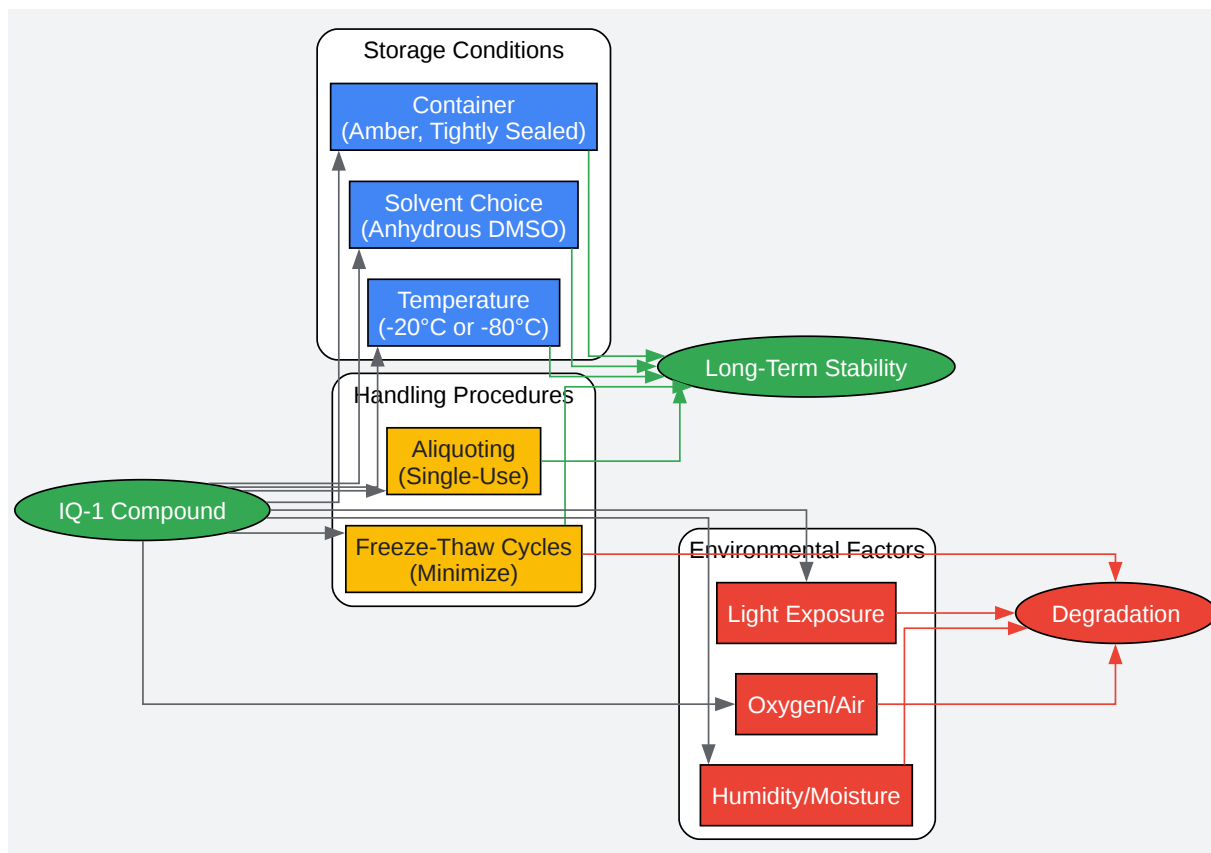 Storage Conditions
Container
(Amber, Tightly Sealed)
Solvent Choice
(Anhydrous DMSO)
Temperature
(-20°C or -80°C)
Long-Term Stability
Handling Procedures
Aliquoting
(Single-Use)
IQ-1 Compound
Freeze-Thaw Cycles
(Minimize)
Environmental Factors
Light Exposure
Degradation
Oxygen/Air
Humidity/Moisture